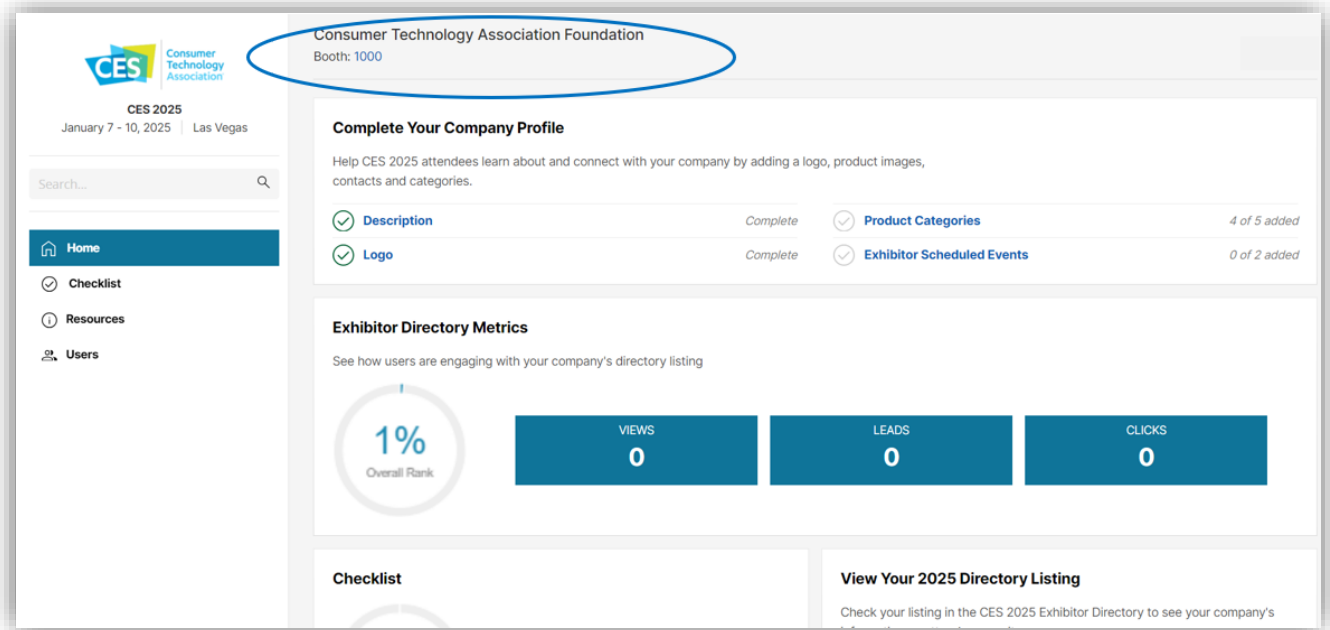 CES
Consumer
Technology
Association
CES 2025
January 7 - 10, 2025 Las Vegas
Search...
Home
Checklist
Resources
Users
Consumer Technology Association Foundation
Booth: 1000
Complete Your Company Profile
Help CES 2025 attendees learn about and connect with your company by adding a logo, product images,
contacts and categories.
Description Complete
Product Categories 4 of 5 added
Logo Complete
Exhibitor Scheduled Events 0 of 2 added
Exhibitor Directory Metrics
See how users are engaging with your company's directory listing
1%
Overall Rank
VIEWS
0
LEADS
0
CLICKS
0
Checklist
View Your 2025 Directory Listing
Check your listing in the CES 2025 Exhibitor Directory to see your company's